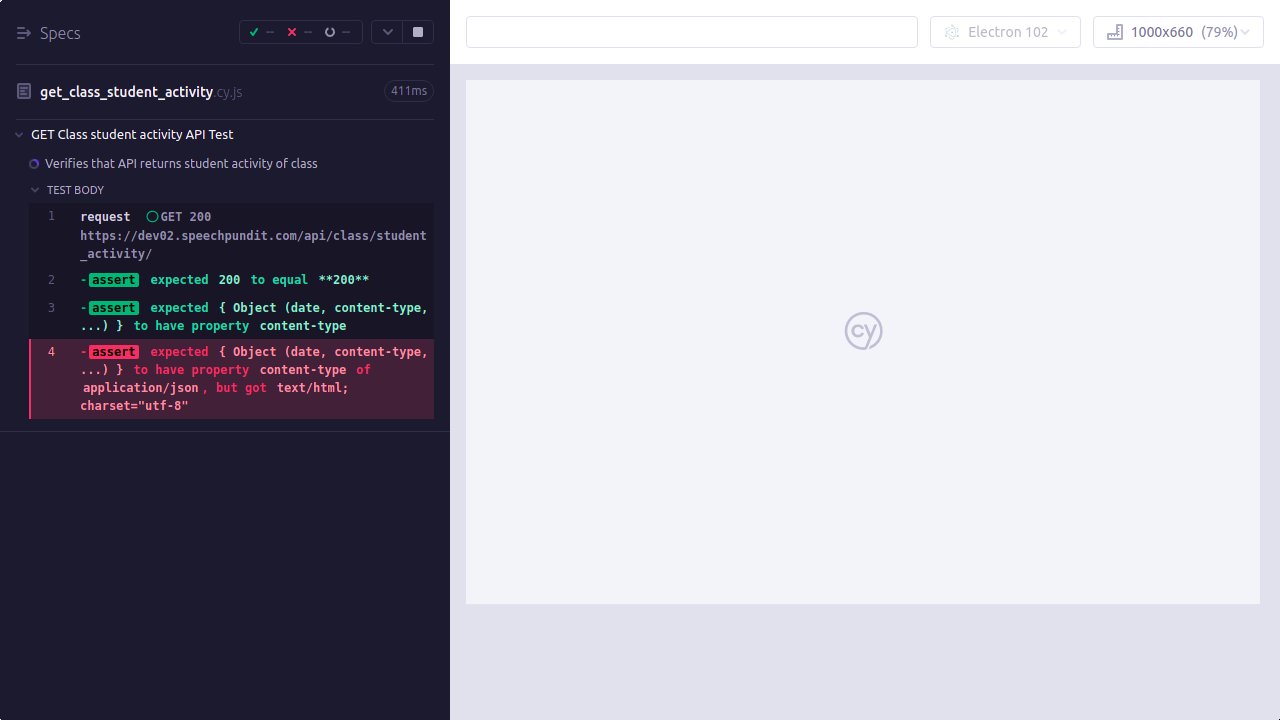 Specs
--
--
--
Electron 102
1000x660 (79%)
get_class_student_activity.cy.js
411ms
GET Class student activity API Test
Verifies that API returns student activity of class
TEST BODY
1 request GET 200
https://dev02.speechpundit.com/api/class/student
_activity/
2 -assert expected 200 to equal **200**
3 -assert expected { Object (date, content-type,
...) } to have property content-type
4 -assert expected { Object (date, content-type,
...) } to have property content-type of
application/json, but got text/html;
charset="utf-8"
cy